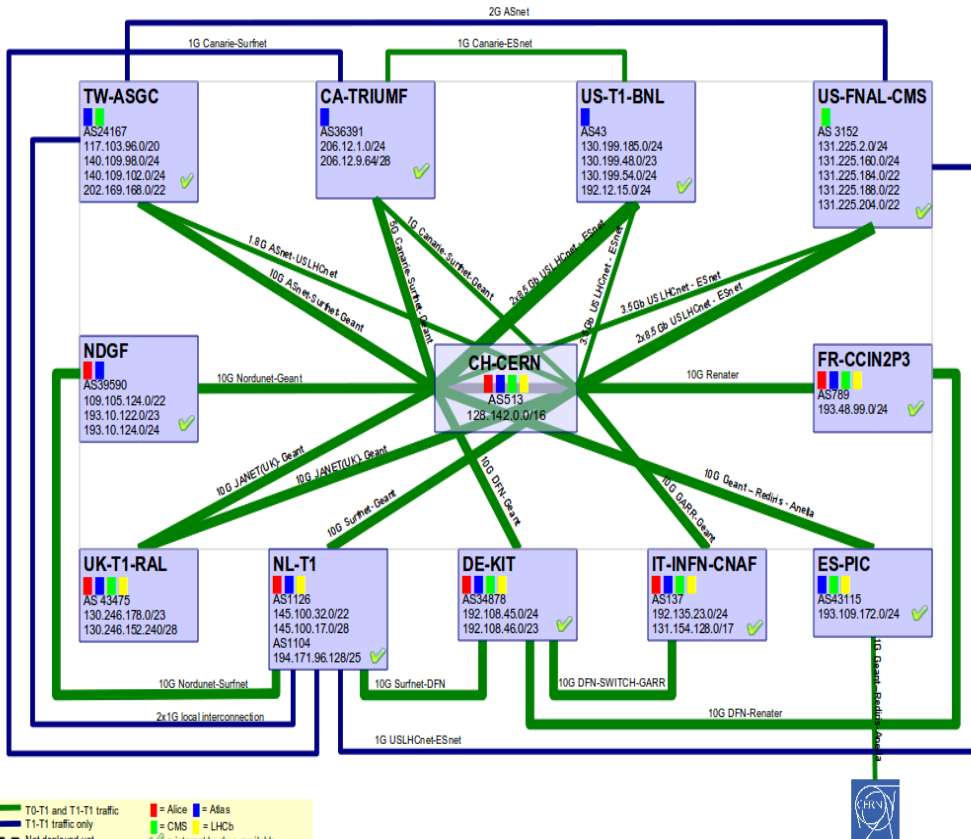 2G ASnet
1G Canarie-Surfnet
1G Canarie-ESnet
TW-ASGC
AS24167
117.103.96.0/20
140.109.98.0/24
140.109.102.0/24
202.169.168.0/22
CA-TRIUMF
AS36391
206.12.1.0/24
206.12.9.64/28
US-T1-BNL
AS43
130.199.185.0/24
130.199.48.0/23
130.199.54.0/24
192.12.15.0/24
US-FNAL-CMS
AS 3152
131.225.2.0/24
131.225.160.0/24
131.225.184.0/22
131.225.188.0/22
131.225.204.0/22
1.8G ASnet-USLHCnet
10G ASnet-Surfnet-Geant
5G Canarie-Surfnet-Geant
1G Canarie-Surfnet-Geant
2x8.5Gb USLHCnet - ESnet
3.5Gb USLHCnet - ESnet
3.5Gb USLHCnet - ESnet
2x8.5Gb USLHCnet - ESnet
NDGF
AS39590
109.105.124.0/22
193.10.122.0/23
193.10.124.0/24
10G Nordunet-Geant
CH-CERN
AS513
128.142.0.0/16
10G Renater
FR-CCIN2P3
AS789
193.48.99.0/24
10G JANET(UK)- Geant
10G JANET(UK)- Geant
10G Surfnet-Geant
10G DFN-Geant
10G GARR-Geant
10G Geant – Rediris - Anella
UK-T1-RAL
AS 43475
130.246.178.0/23
130.246.152.240/28
NL-T1
AS1126
145.100.32.0/22
145.100.17.0/28
AS1104
194.171.96.128/25
DE-KIT
AS34878
192.108.45.0/24
192.108.46.0/23
IT-INFN-CNAF
AS137
192.135.23.0/24
131.154.128.0/17
ES-PIC
AS43115
193.109.172.0/24
10G Nordunet-Surfnet
10G Surfnet-DFN
10G DFN-SWITCH-GARR
2x1G local interconnection
10G DFN-Renater
1G USLHCnet-ESnet
1G Geant – Rediris-Anella
T0-T1 and T1-T1 traffic
T1-T1 traffic only
= Alice
= Atlas
= CMS
= LHCb
CERN